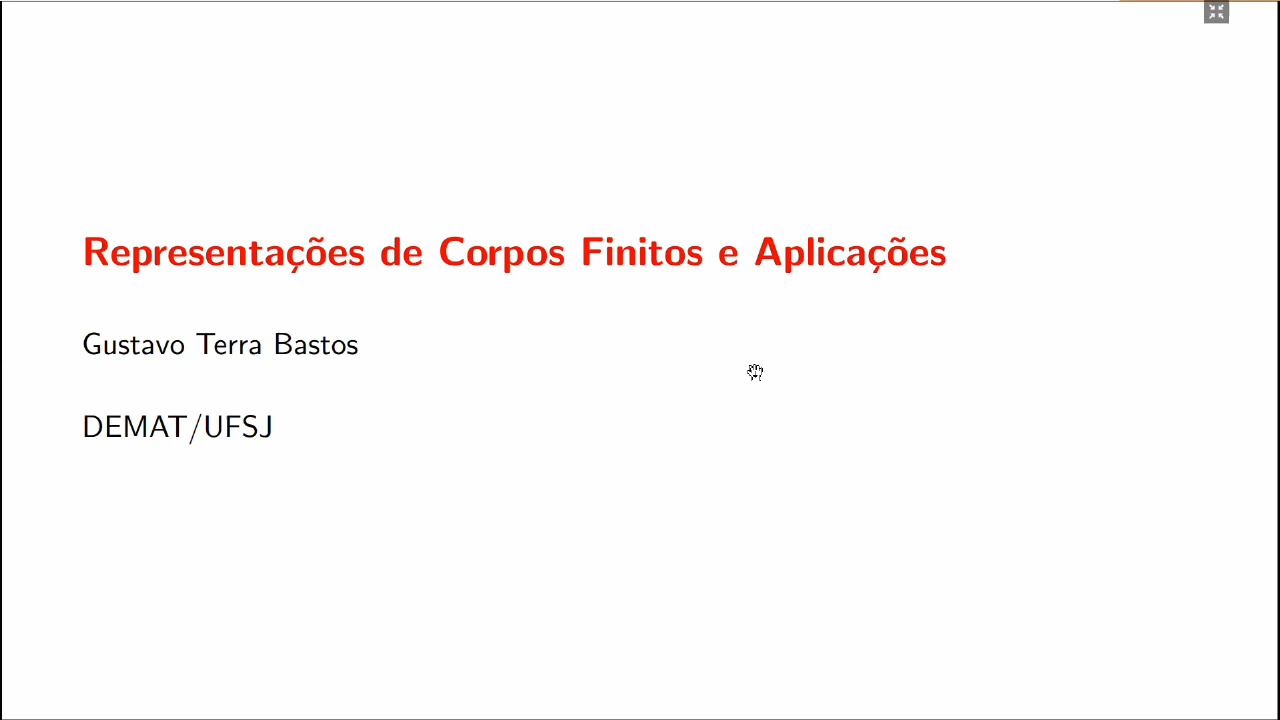 Representações de Corpos Finitos e Aplicações
Gustavo Terra Bastos
DEMAT/UFSJ